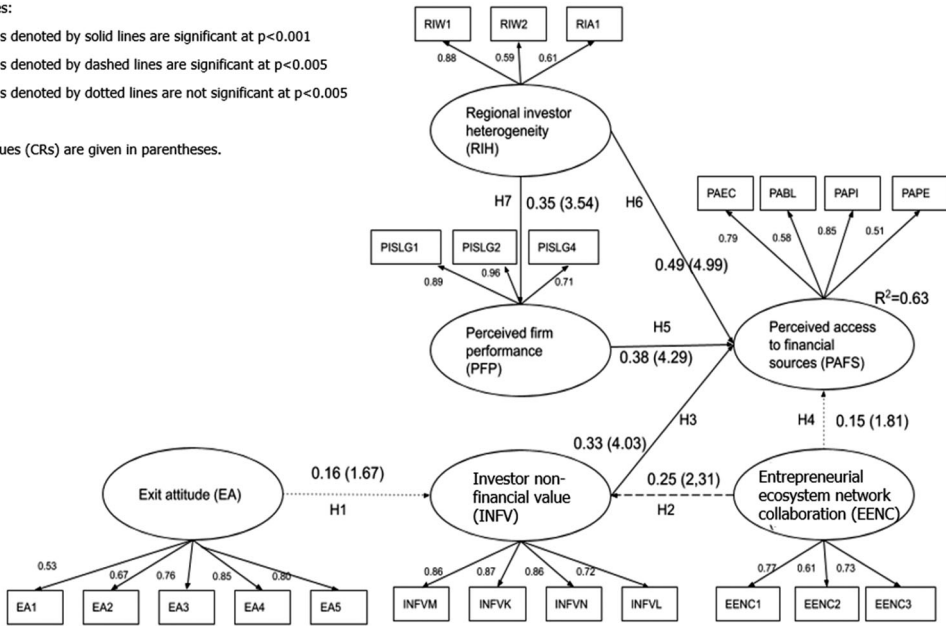 es:
s denoted by solid lines are significant at p<0.001
s denoted by dashed lines are significant at p<0.005
s denoted by dotted lines are not significant at p<0.005
ues (CRs) are given in parentheses.
RIW1
RIW2
RIA1
0.88
0.59
0.61
Regional investor
heterogeneity
(RIH)
H7
0.35 (3.54)
H6
0.49 (4.99)
PAEC
PABL
PAPI
PAPE
0.79
0.58
0.85
0.51
R²=0.63
PISLG1
PISLG2
PISLG4
0.89
0.96
0.71
Perceived firm
performance
(PFP)
H5
0.38 (4.29)
Perceived access
to financial
sources (PAFS)
H3
0.33 (4.03)
H4
0.15 (1.81)
Exit attitude (EA)
0.16 (1.67)
H1
Investor non-
financial value
(INFV)
0.25 (2,31)
H2
Entrepreneurial
ecosystem network
collaboration (EENC)
0.53
0.67
0.76
0.85
0.80
EA1
EA2
EA3
EA4
EA5
0.86
0.87
0.86
0.72
INFVM
INFVK
INFVN
INFVL
0.77
0.61
0.73
EENC1
EENC2
EENC3